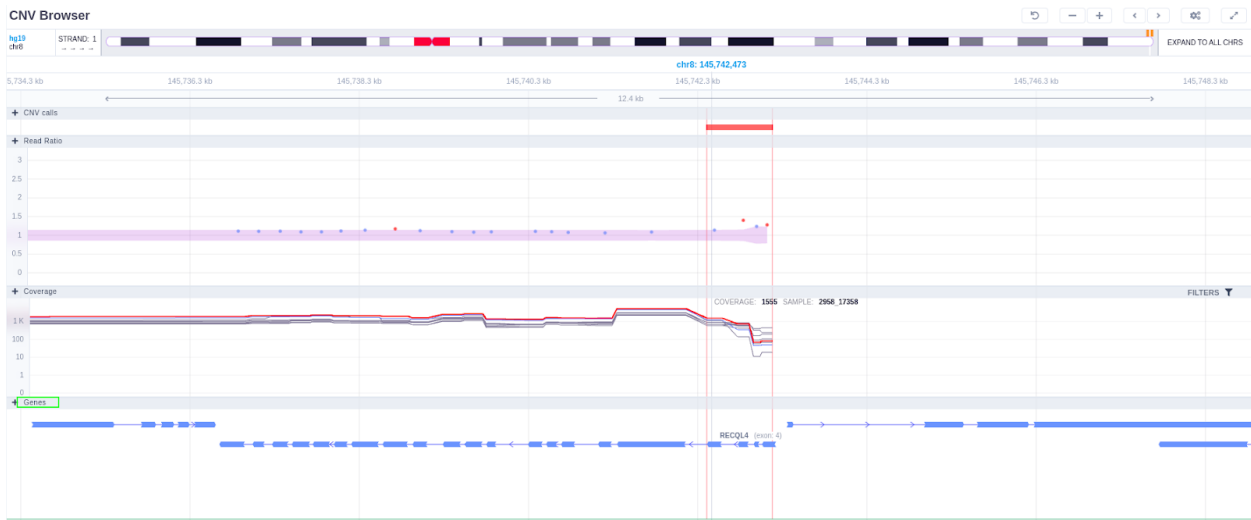 CNV Browser
hg19
chr8
STRAND: 1
EXPAND TO ALL CHRS
chr8: 145,742,473
5,734.3 kb 145,736.3 kb 145,738.3 kb 145,740.3 kb 145,742.3 kb 145,744.3 kb 145,746.3 kb 145,748.3 kb
12.4 kb
CNV calls
Read Ratio
3
2.5
2
1.5
1
0.5
0
Coverage
FILTERS
COVERAGE: 1555 SAMPLE: 2958_17358
1 K
100
10
1
0
Genes
RECQL4 (exon: 4)